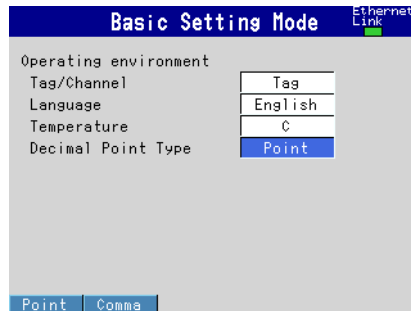 Basic Setting Mode
Ethernet
Link
Operating environment
Tag/Channel Tag
Language English
Temperature C
Decimal Point Type Point
Point Comma